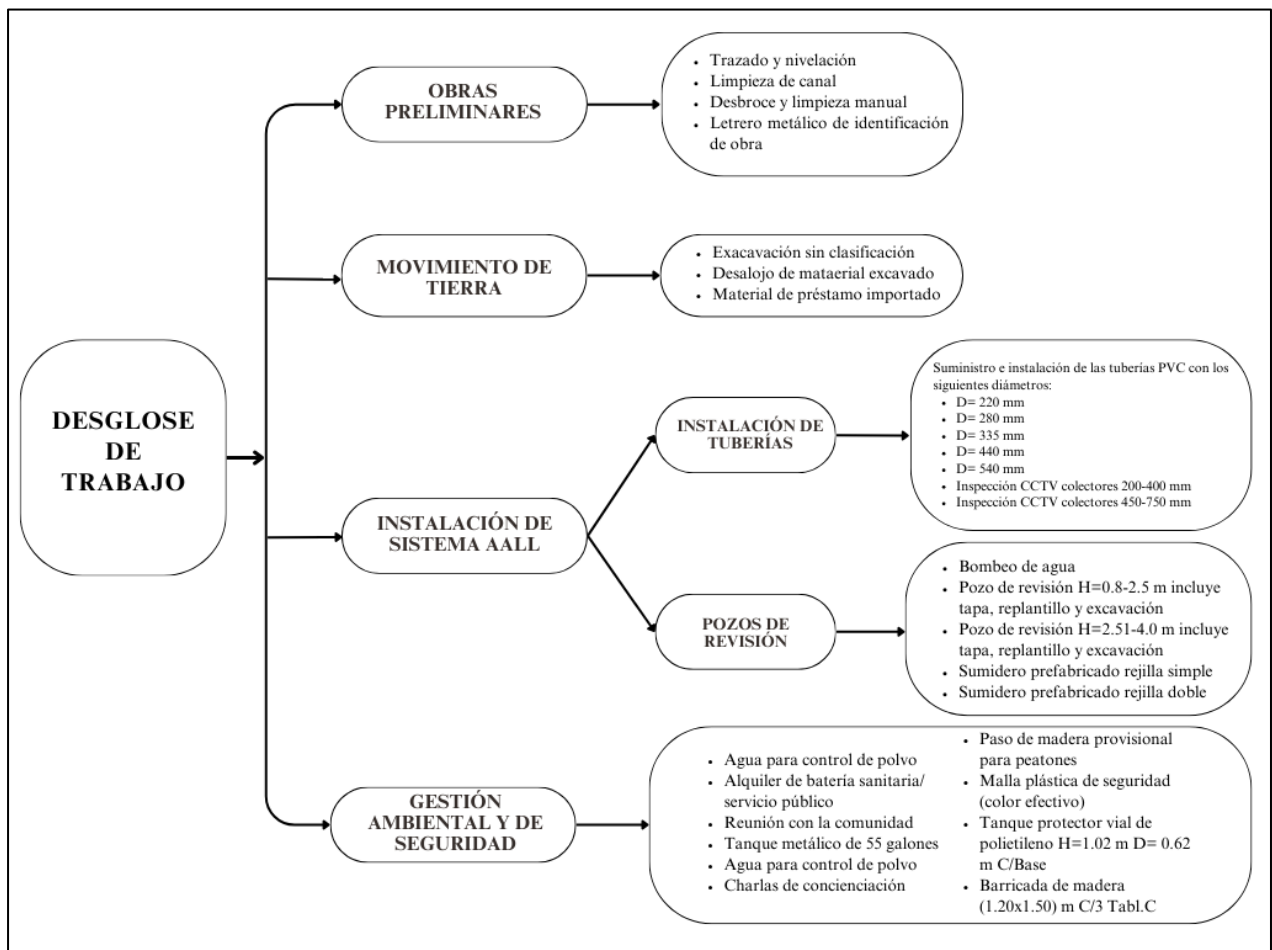 DESGLOSE
DE
TRABAJO
OBRAS
PRELIMINARES
• Trazado y nivelación
• Limpieza de canal
• Desbroce y limpieza manual
• Letrero metálico de identificación
de obra
MOVIMIENTO DE
TIERRA
• Exacavación sin clasificación
• Desalojo de mataerial excavado
• Material de préstamo importado
INSTALACIÓN DE
SISTEMA AALL
INSTALACIÓN DE
TUBERÍAS
Suministro e instalación de las tuberías PVC con los
siguientes diámetros:
• D= 220 mm
• D= 280 mm
• D= 335 mm
• D= 440 mm
• D= 540 mm
• Inspección CCTV colectores 200-400 mm
• Inspección CCTV colectores 450-750 mm
POZOS DE
REVISIÓN
• Bombeo de agua
• Pozo de revisión H=0.8-2.5 m incluye
tapa, replantillo y excavación
• Pozo de revisión H=2.51-4.0 m incluye
tapa, replantillo y excavación
• Sumidero prefabricado rejilla simple
• Sumidero prefabricado rejilla doble
GESTIÓN
AMBIENTAL Y DE
SEGURIDAD
• Agua para control de polvo
• Alquiler de batería sanitaria/
servicio público
• Reunión con la comunidad
• Tanque metálico de 55 galones
• Agua para control de polvo
• Charlas de concienciación
• Paso de madera provisional
para peatones
• Malla plástica de seguridad
(color efectivo)
• Tanque protector vial de
polietileno H=1.02 m D= 0.62
m C/Base
• Barricada de madera
(1.20x1.50) m C/3 Tabl.C